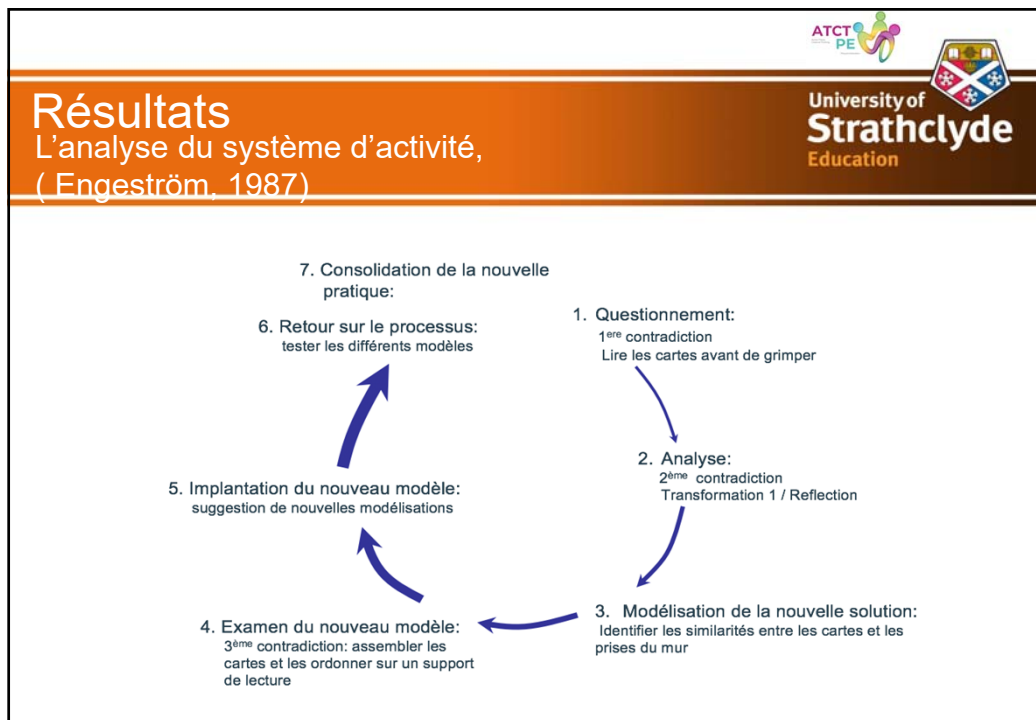 ATCT
PE
University of
Strathclyde
Education
Résultats
L’analyse du système d’activité,
( Engeström, 1987)
7. Consolidation de la nouvelle
pratique:
6. Retour sur le processus:
tester les différents modèles
1. Questionnement:
1ere contradiction
Lire les cartes avant de grimper
2. Analyse:
2ème contradiction
Transformation 1 / Reflection
5. Implantation du nouveau modèle:
suggestion de nouvelles modélisations
3. Modélisation de la nouvelle solution:
Identifier les similarités entre les cartes et les
prises du mur
4. Examen du nouveau modèle:
3ème contradiction: assembler les
cartes et les ordonner sur un support
de lecture